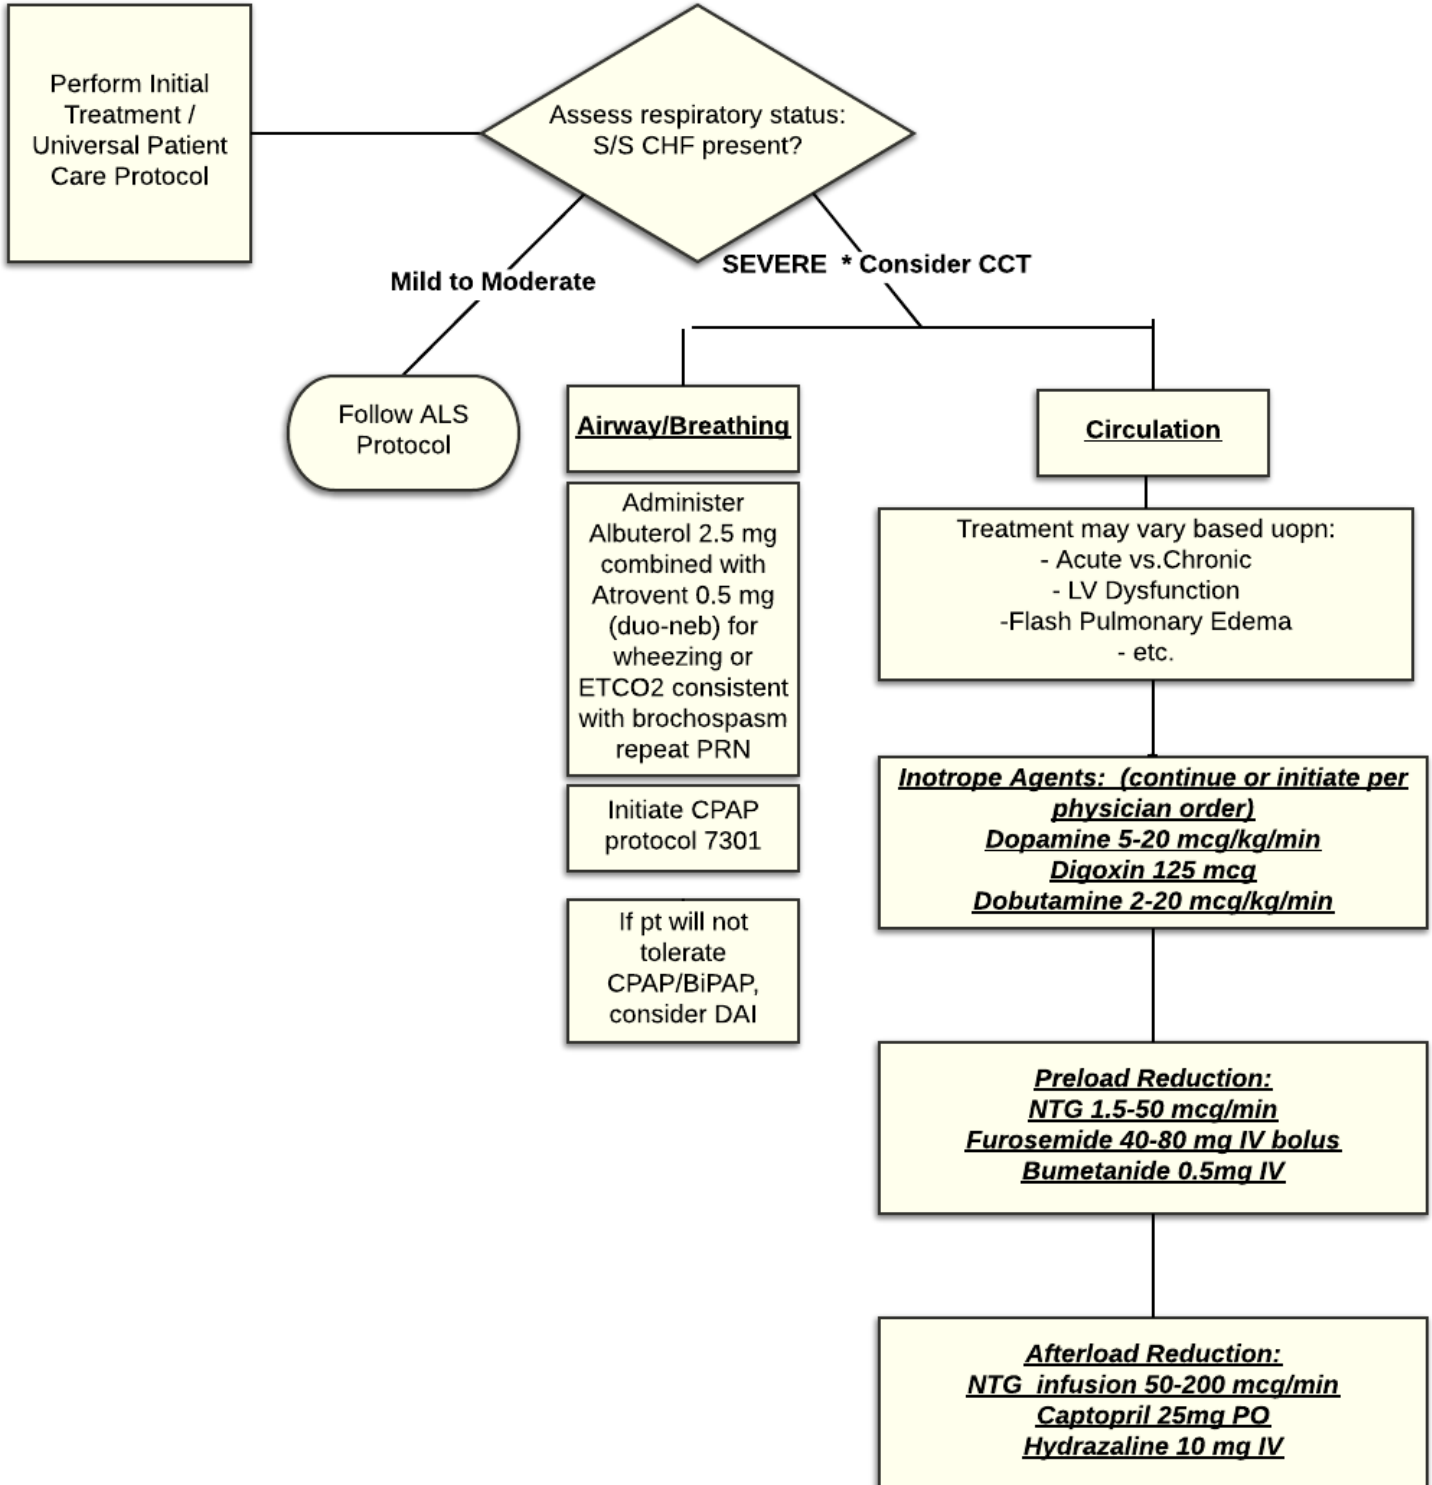 Perform Initial
Treatment /
Universal Patient
Care Protocol
Assess respiratory status:
S/S CHF present?
Mild to Moderate
SEVERE * Consider CCT
Follow ALS
Protocol
Airway/Breathing
Administer
Albuterol 2.5 mg
combined with
Atrovent 0.5 mg
(duo-neb) for
wheezing or
ETCO2 consistent
with brochospasm
repeat PRN
Initiate CPAP
protocol 7301
If pt will not
tolerate
CPAP/BiPAP,
consider DAI
Circulation
Treatment may vary based uopn:
- Acute vs.Chronic
- LV Dysfunction
-Flash Pulmonary Edema
- etc.
Inotrope Agents: (continue or initiate per
physician order)
Dopamine 5-20 mcg/kg/min
Digoxin 125 mcg
Dobutamine 2-20 mcg/kg/min
Preload Reduction:
NTG 1.5-50 mcg/min
Furosemide 40-80 mg IV bolus
Bumetanide 0.5mg IV
Afterload Reduction:
NTG infusion 50-200 mcg/min
Captopril 25mg PO
Hydrazaline 10 mg IV